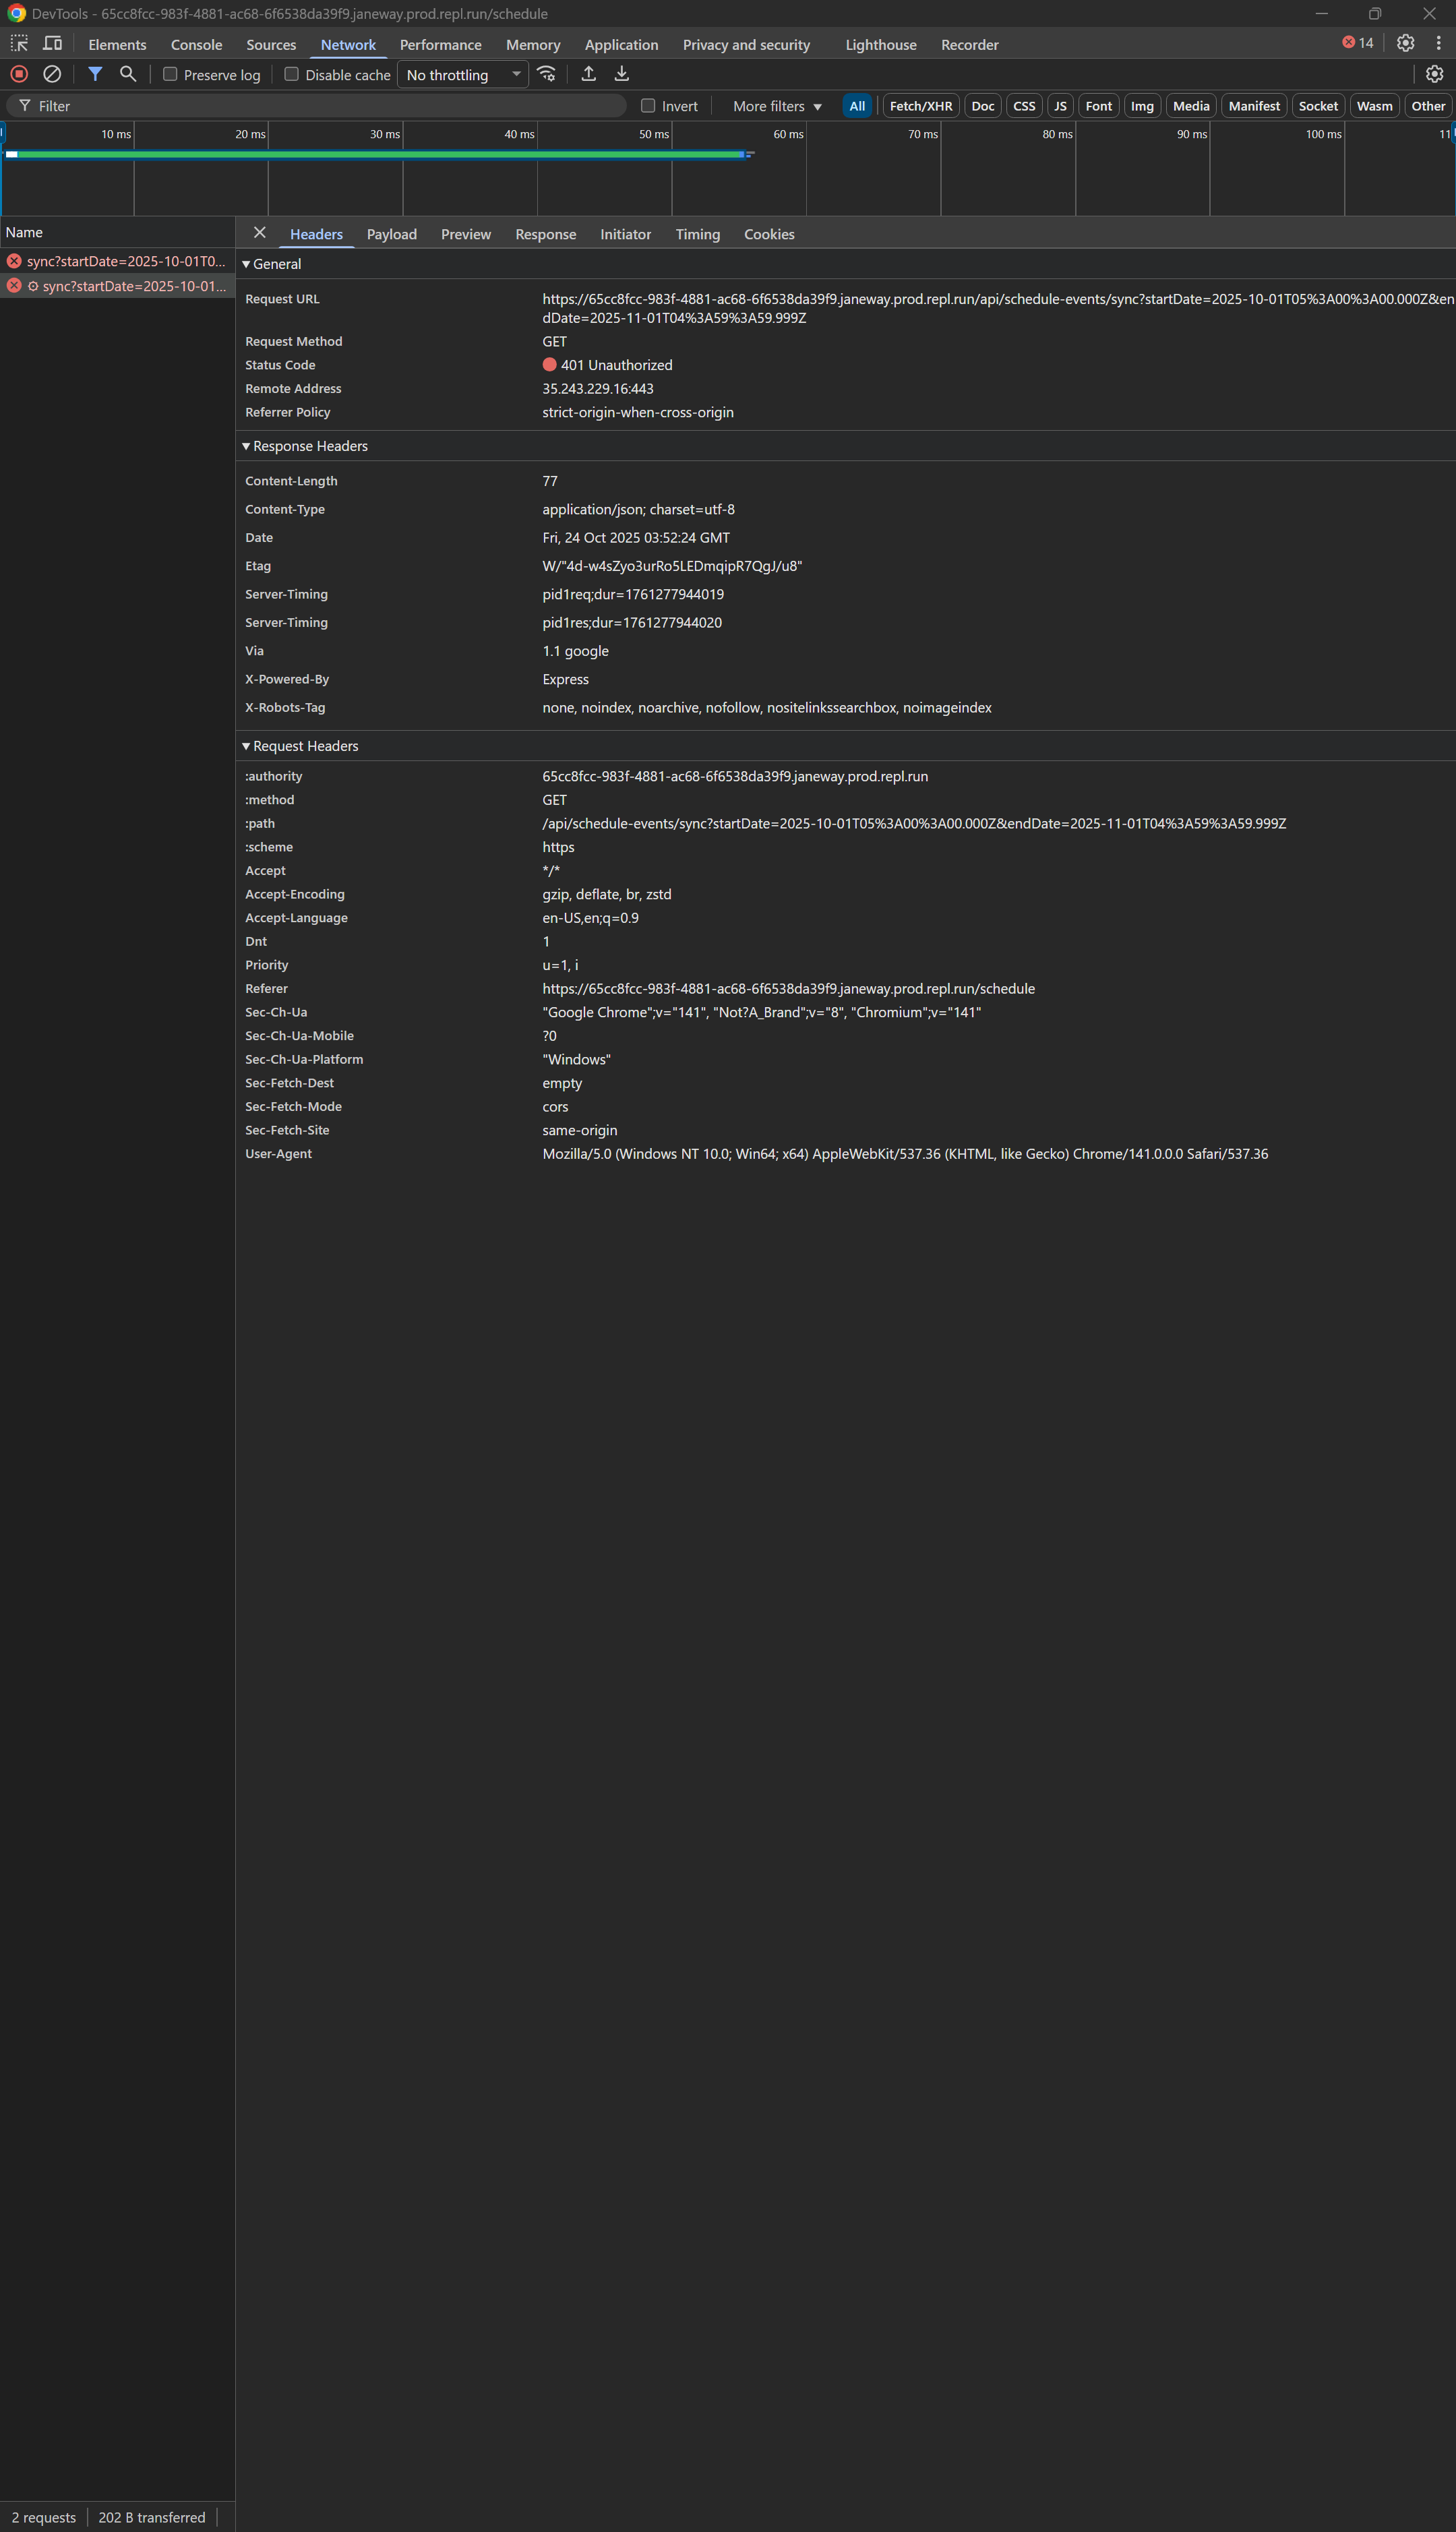 DevTools - 65cc8fcc-983f-4881-ac68-6f6538da39f9.janeway.prod.repl.run/schedule
Elements Console Sources Network Performance Memory Application Privacy and security Lighthouse Recorder 14
Preserve log Disable cache No throttling
Filter Invert More filters All Fetch/XHR Doc CSS JS Font Img Media Manifest Socket Wasm Other
10 ms 20 ms 30 ms 40 ms 50 ms 60 ms 70 ms 80 ms 90 ms 100 ms 11
Name
sync?startDate=2025-10-01T0...
sync?startDate=2025-10-01...
Headers Payload Preview Response Initiator Timing Cookies
General
Request URL https://65cc8fcc-983f-4881-ac68-6f6538da39f9.janeway.prod.repl.run/api/schedule-events/sync?startDate=2025-10-01T05%3A00%3A00.000Z&en
dDate=2025-11-01T04%3A59%3A59.999Z
Request Method GET
Status Code 401 Unauthorized
Remote Address 35.243.229.16:443
Referrer Policy strict-origin-when-cross-origin
Response Headers
Content-Length 77
Content-Type application/json; charset=utf-8
Date Fri, 24 Oct 2025 03:52:24 GMT
Etag W/"4d-w4sZyo3urRo5LEDmqipR7QgJ/u8"
Server-Timing pid1req;dur=1761277944019
Server-Timing pid1res;dur=1761277944020
Via 1.1 google
X-Powered-By Express
X-Robots-Tag none, noindex, noarchive, nofollow, nositelinkssearchbox, noimageindex
Request Headers
:authority 65cc8fcc-983f-4881-ac68-6f6538da39f9.janeway.prod.repl.run
:method GET
:path /api/schedule-events/sync?startDate=2025-10-01T05%3A00%3A00.000Z&endDate=2025-11-01T04%3A59%3A59.999Z
:scheme https
Accept */*
Accept-Encoding gzip, deflate, br, zstd
Accept-Language en-US,en;q=0.9
Dnt 1
Priority u=1, i
Referer https://65cc8fcc-983f-4881-ac68-6f6538da39f9.janeway.prod.repl.run/schedule
Sec-Ch-Ua "Google Chrome";v="141", "Not?A_Brand";v="8", "Chromium";v="141"
Sec-Ch-Ua-Mobile ?0
Sec-Ch-Ua-Platform "Windows"
Sec-Fetch-Dest empty
Sec-Fetch-Mode cors
Sec-Fetch-Site same-origin
User-Agent Mozilla/5.0 (Windows NT 10.0; Win64; x64) AppleWebKit/537.36 (KHTML, like Gecko) Chrome/141.0.0.0 Safari/537.36
2 requests 202 B transferred